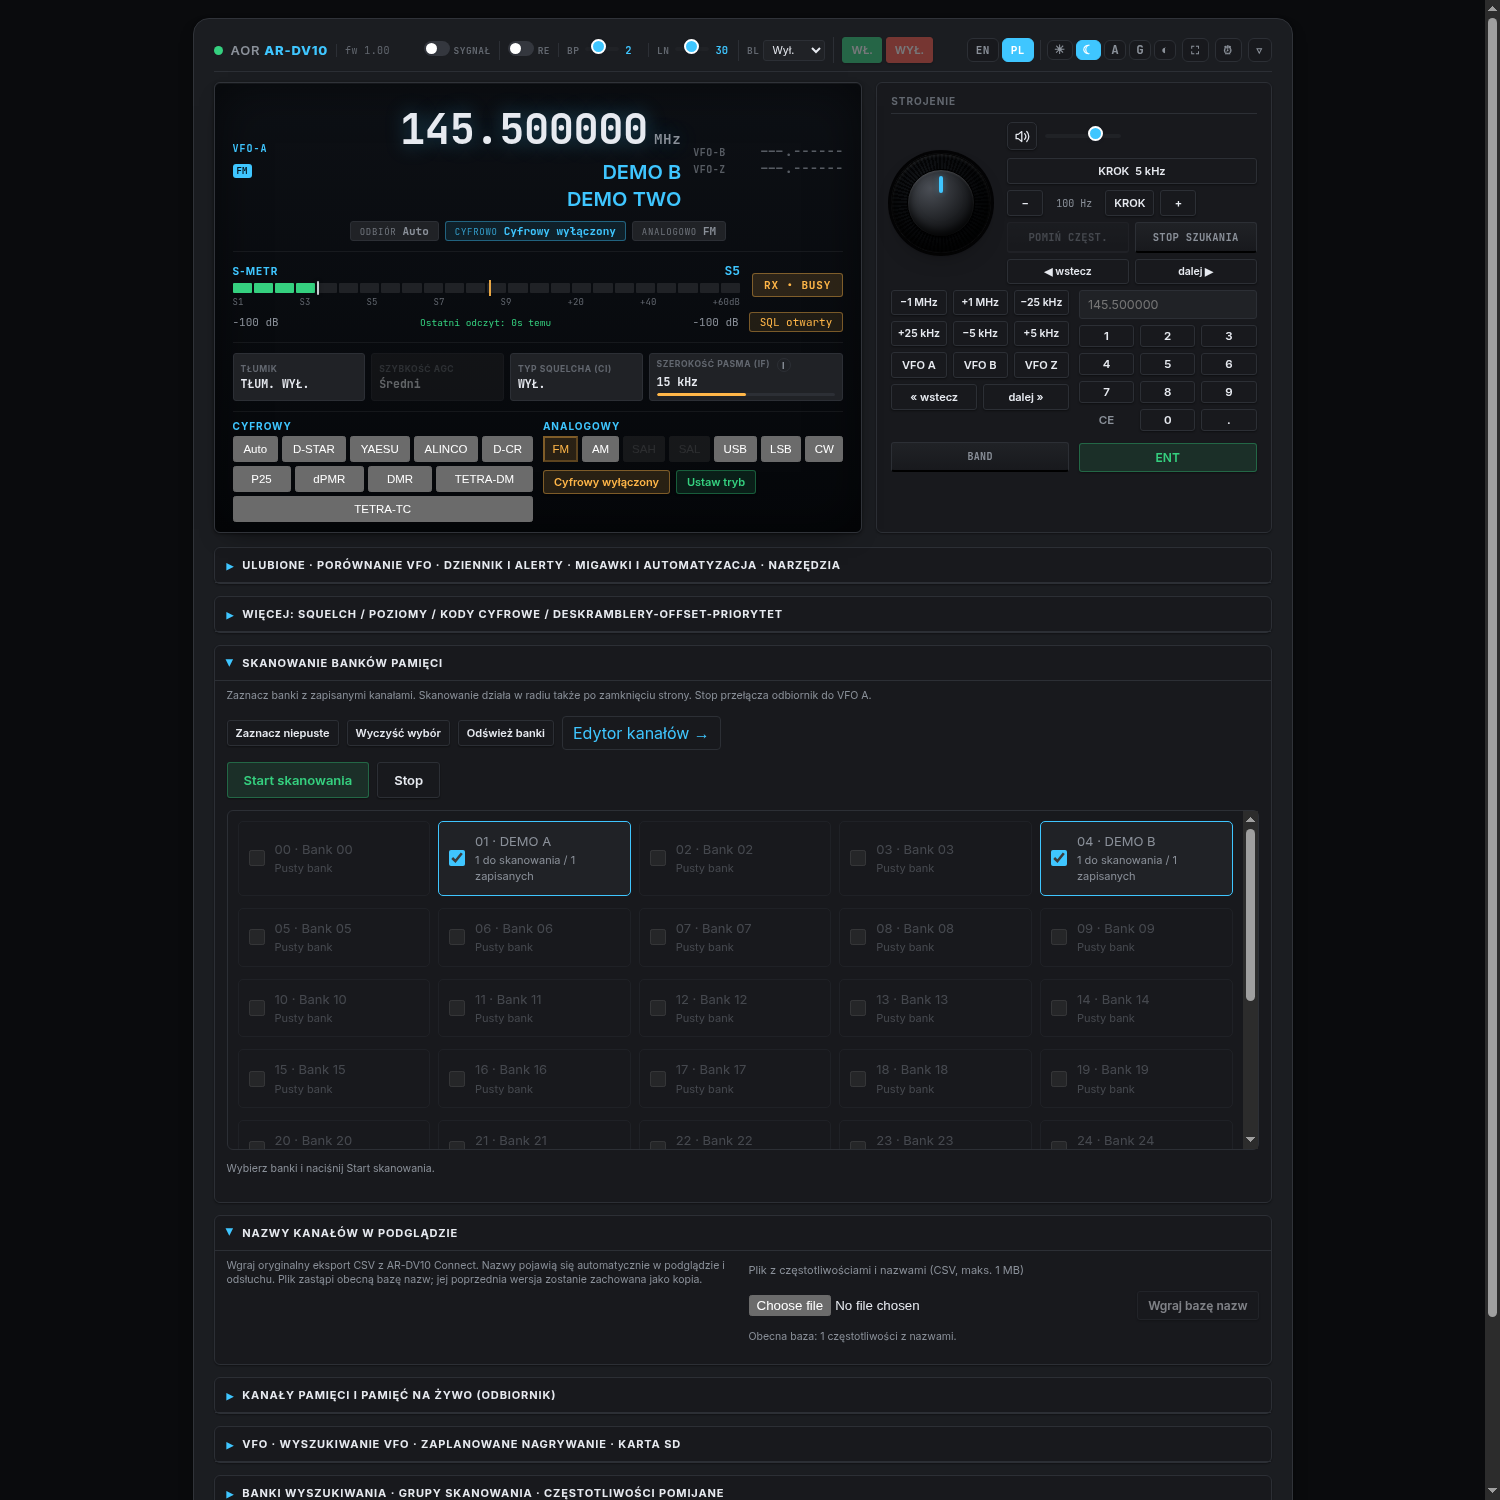 AOR AR-DV10 fw 1.00 SYGNAŁ RE BP 2 LN 30 BL Wył. WŁ. WYŁ. EN PL A G
VFO-A
FM
145.500000 MHz
DEMO B
DEMO TWO
VFO-B ---.------
VFO-Z ---.------
ODBIÓR Auto CYFROWO Cyfrowy wyłączony ANALOGOWO FM
S-METR S5
RX • BUSY
S1 S3 S5 S7 S9 +20 +40 +60dB
-100 dB Ostatni odczyt: 0s temu -100 dB SQL otwarty
TŁUMIK
TŁUM. WYŁ.
SZYBKOŚĆ AGC
Średni
TYP SQUELCHA (CI)
WYŁ.
SZEROKOŚĆ PASMA (IF) I
15 kHz
CYFROWY
Auto D-STAR YAESU ALINCO D-CR
P25 dPMR DMR TETRA-DM
TETRA-TC
ANALOGOWY
FM AM SAH SAL USB LSB CW
Cyfrowy wyłączony Ustaw tryb
STROJENIE
KROK 5 kHz
− 100 Hz KROK +
POMIŃ CZĘST. STOP SZUKANIA
◀ wstecz dalej ▶
−1 MHz +1 MHz −25 kHz
+25 kHz −5 kHz +5 kHz
VFO A VFO B VFO Z
« wstecz dalej »
BAND
145.500000
1 2 3
4 5 6
7 8 9
CE 0 .
ENT
▶ ULUBIONE · PORÓWNANIE VFO · DZIENNIK I ALERTY · MIGAWKI I AUTOMATYZACJA · NARZĘDZIA
▶ WIĘCEJ: SQUELCH / POZIOMY / KODY CYFROWE / DESKRAMBLERY-OFFSET-PRIORYTET
▼ SKANOWANIE BANKÓW PAMIĘCI
Zaznacz banki z zapisanymi kanałami. Skanowanie działa w radiu także po zamknięciu strony. Stop przełącza odbiornik do VFO A.
Zaznacz niepuste Wyczyść wybór Odśwież banki Edytor kanałów →
Start skanowania Stop
00 · Bank 00
Pusty bank
01 · DEMO A
1 do skanowania / 1
zapisanych
02 · Bank 02
Pusty bank
03 · Bank 03
Pusty bank
04 · DEMO B
1 do skanowania / 1
zapisanych
05 · Bank 05
Pusty bank
06 · Bank 06
Pusty bank
07 · Bank 07
Pusty bank
08 · Bank 08
Pusty bank
09 · Bank 09
Pusty bank
10 · Bank 10
Pusty bank
11 · Bank 11
Pusty bank
12 · Bank 12
Pusty bank
13 · Bank 13
Pusty bank
14 · Bank 14
Pusty bank
15 · Bank 15
Pusty bank
16 · Bank 16
Pusty bank
17 · Bank 17
Pusty bank
18 · Bank 18
Pusty bank
19 · Bank 19
Pusty bank
20 · Bank 20
21 · Bank 21
22 · Bank 22
23 · Bank 23
24 · Bank 24
Wybierz banki i naciśnij Start skanowania.
▼ NAZWY KANAŁÓW W PODGLĄDZIE
Wgraj oryginalny eksport CSV z AR-DV10 Connect. Nazwy pojawią się automatycznie w podglądzie i
odsłuchu. Plik zastąpi obecną bazę nazw; jej poprzednia wersja zostanie zachowana jako kopia.
Plik z częstotliwościami i nazwami (CSV, maks. 1 MB)
Choose file No file chosen Wgraj bazę nazw
Obecna baza: 1 częstotliwości z nazwami.
▶ KANAŁY PAMIĘCI I PAMIĘĆ NA ŻYWO (ODBIORNIK)
▶ VFO · WYSZUKIWANIE VFO · ZAPLANOWANE NAGRYWANIE · KARTA SD
▶ BANKI WYSZUKIWANIA · GRUPY SKANOWANIA · CZĘSTOTLIWOŚCI POMIJANE